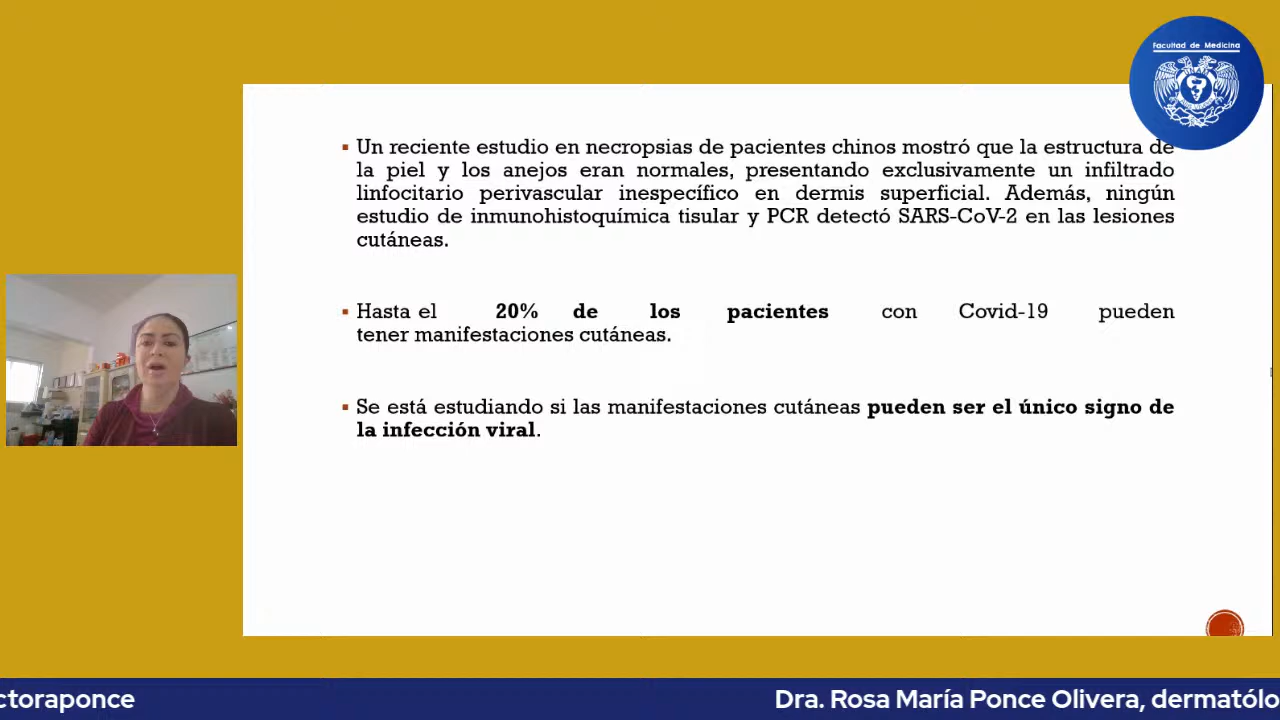 Facultad de Medicina
Un reciente estudio en necropsias de pacientes chinos mostró que la estructura de
la piel y los anejos eran normales, presentando exclusivamente un infiltrado
linfocitario perivascular inespecífico en dermis superficial. Además, ningún
estudio de inmunohistoquímica tisular y PCR detectó SARS-CoV-2 en las lesiones
cutáneas.
Hasta el 20% de los pacientes con Covid-19 pueden
tener manifestaciones cutáneas.
Se está estudiando si las manifestaciones cutáneas pueden ser el único signo de
la infección viral.
ctoraponce Dra. Rosa María Ponce Olivera, dermatólo